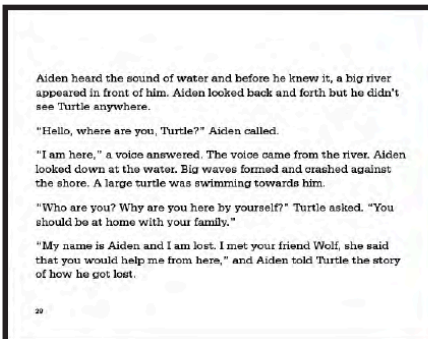 Aiden heard the sound of water and before he knew it, a big river
appeared in front of him. Aiden looked back and forth but he didn't
see Turtle anywhere.
"Hello, where are you, Turtle?" Aiden called.
"I am here," a voice answered. The voice came from the river. Aiden
looked down at the water. Big waves formed and crashed against
the shore. A large turtle was swimming towards him.
"Who are you? Why are you here by yourself?" Turtle asked. "You
should be at home with your family."
"My name is Aiden and I am lost. I met your friend Wolf, she said
that you would help me from here," and Aiden told Turtle the story
of how he got lost.